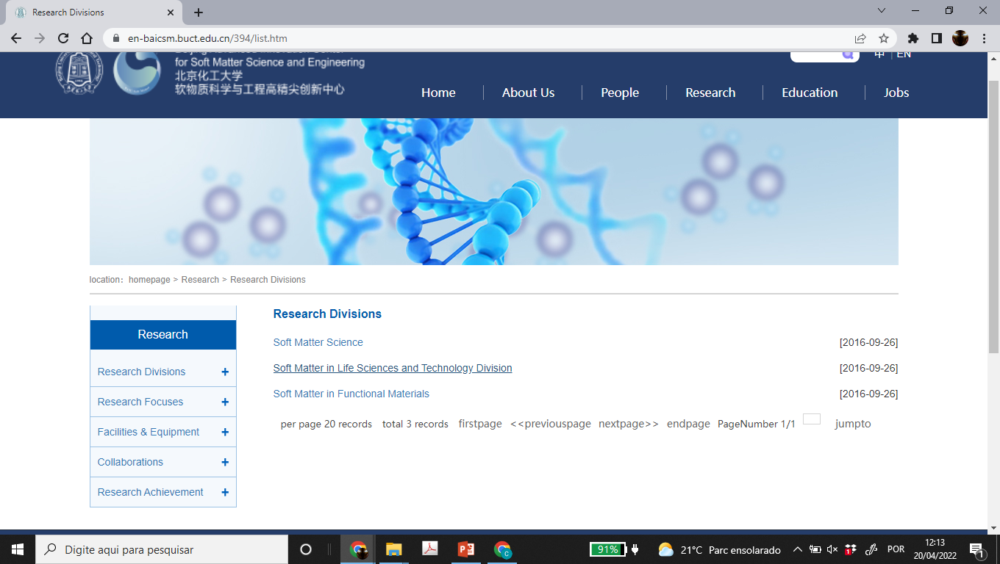 Research Divisions
en-baicsm.buct.edu.cn/394/list.htm
for Soft Matter Science and Engineering
北京化工大学
软物质科学与工程高精尖创新中心
中 | EN
Home
About Us
People
Research
Education
Jobs
location: homepage > Research > Research Divisions
Research
Research Divisions +
Research Focuses +
Facilities & Equipment +
Collaborations +
Research Achievement +
Research Divisions
Soft Matter Science [2016-09-26]
Soft Matter in Life Sciences and Technology Division [2016-09-26]
Soft Matter in Functional Materials [2016-09-26]
per page 20 records total 3 records firstpage <<previouspage nextpage>> endpage PageNumber 1/1 jumpto
Digite aqui para pesquisar
91%
21°C Parc ensolarado
POR
12:13
20/04/2022
1